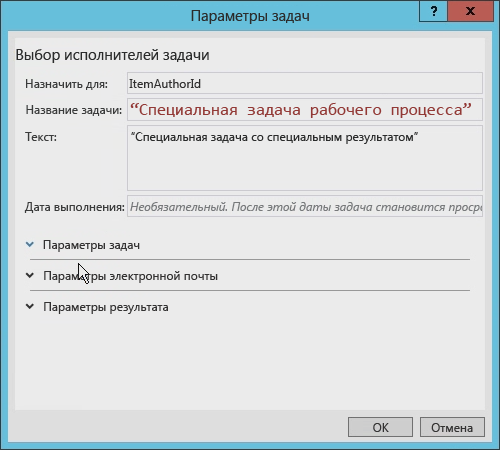 Параметры задач
? x
Выбор исполнителей задачи
Назначить для: ItemAuthorId
Название задачи: “Специальная задача рабочего процесса”
Текст: "Специальная задача со специальным результатом"
Дата выполнения: Необязательный. После этой даты задача становится проср
Параметры задач
Параметры электронной почты
Параметры результата
OK Отмена